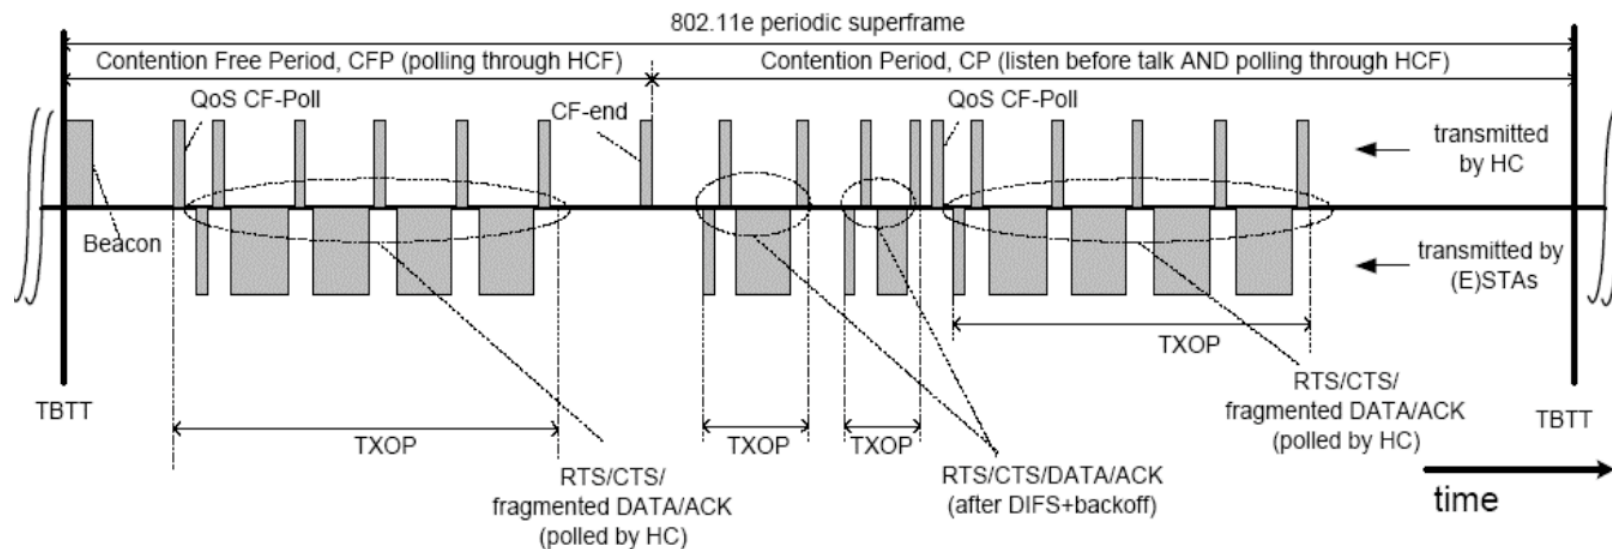 802.11e periodic superframe
Contention Free Period, CFP (polling through HCF)
Contention Period, CP (listen before talk AND polling through HCF)
QoS CF-Poll
CF-end
QoS CF-Poll
transmitted
by HC
Beacon
transmitted by
(E)STAs
TXOP
TBTT
RTS/CTS/
fragmented DATA/ACK
(polled by HC)
TBTT
TXOP
TXOP
TXOP
RTS/CTS/
fragmented DATA/ACK
(polled by HC)
RTS/CTS/DATA/ACK
(after DIFS+backoff)
time